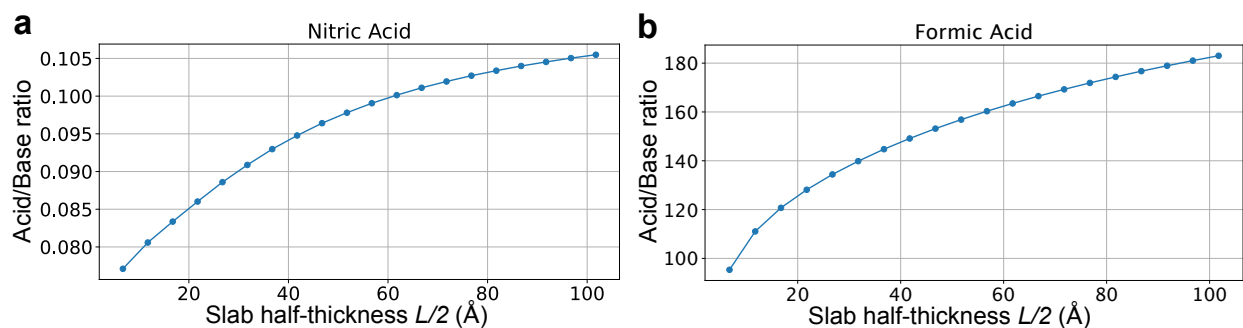 a
Nitric Acid
Acid/Base ratio
0.105
0.100
0.095
0.090
0.085
0.080
20 40 60 80 100
Slab half-thickness L/2 (Å)
b
Formic Acid
Acid/Base ratio
180
160
140
120
100
20 40 60 80 100
Slab half-thickness L/2 (Å)